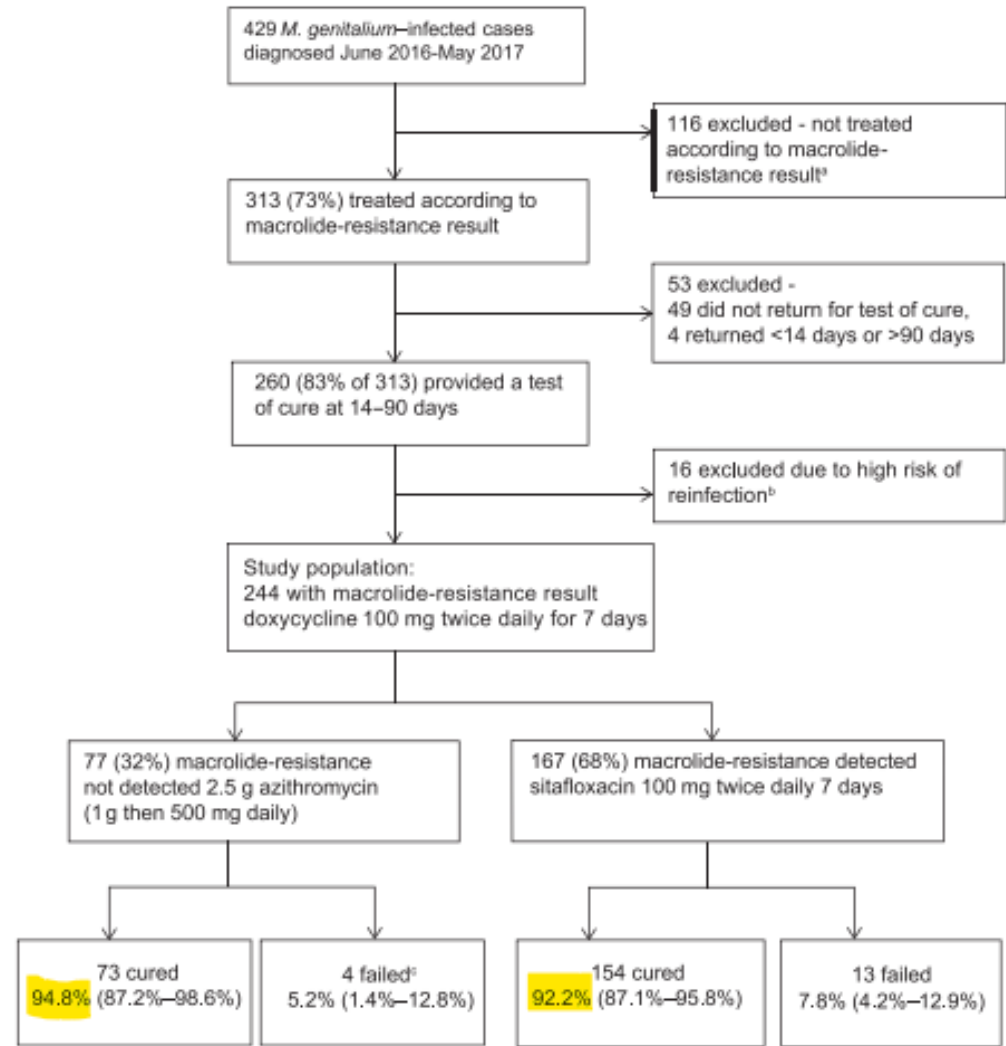 429 M. genitalium–infected cases
diagnosed June 2016-May 2017
116 excluded - not treated
according to macrolide-
resistance resultᵃ
313 (73%) treated according to
macrolide-resistance result
53 excluded -
49 did not return for test of cure,
4 returned <14 days or >90 days
260 (83% of 313) provided a test
of cure at 14–90 days
16 excluded due to high risk of
reinfectionᵇ
Study population:
244 with macrolide-resistance result
doxycycline 100 mg twice daily for 7 days
77 (32%) macrolide-resistance
not detected 2.5 g azithromycin
(1 g then 500 mg daily)
167 (68%) macrolide-resistance detected
sitafloxacin 100 mg twice daily 7 days
73 cured
94.8% (87.2%–98.6%)
4 failedᶜ
5.2% (1.4%–12.8%)
154 cured
92.2% (87.1%–95.8%)
13 failed
7.8% (4.2%–12.9%)